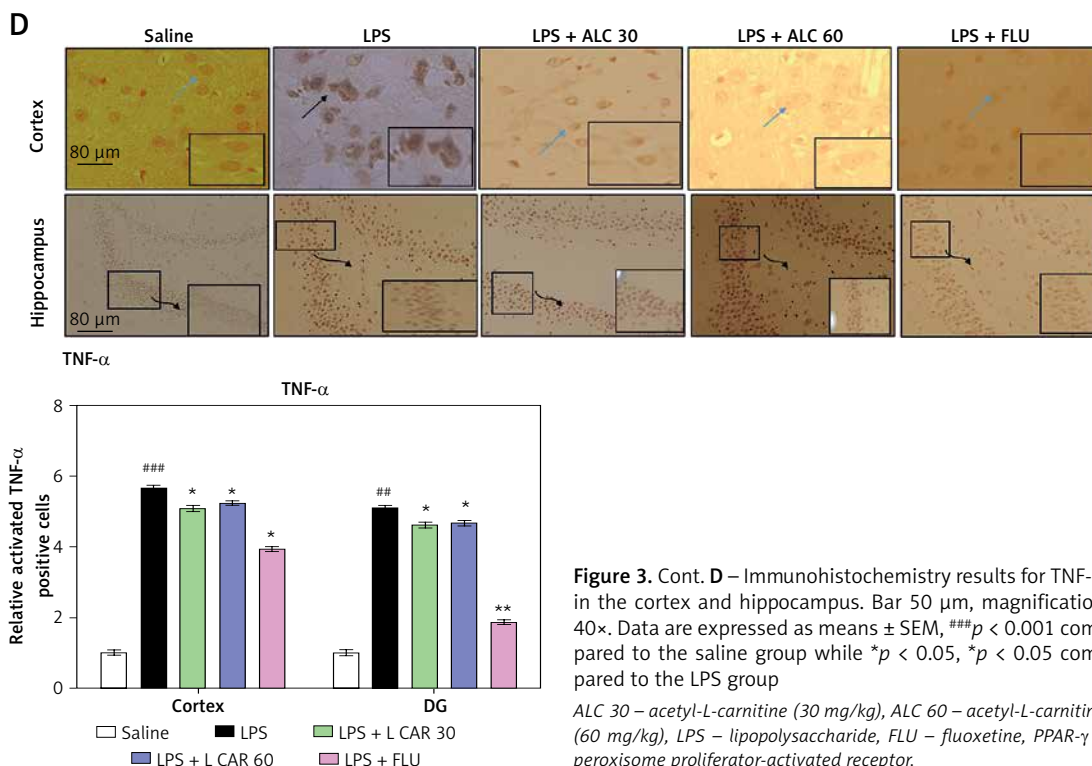 D
Saline LPS LPS + ALC 30 LPS + ALC 60 LPS + FLU
Cortex
80 µm
Hippocampus
80 µm
TNF-α
TNF-α
Relative activated TNF-α
positive cells
8
6
4
2
0
###
*
*
*
##
*
*
**
Cortex DG
Saline LPS LPS + L CAR 30
LPS + L CAR 60 LPS + FLU
Figure 3. Cont. D – Immunohistochemistry results for TNF-
in the cortex and hippocampus. Bar 50 µm, magnification
40×. Data are expressed as means ± SEM, ###p < 0.001 com
pared to the saline group while *p < 0.05, *p < 0.05 com
pared to the LPS group
ALC 30 – acetyl-L-carnitine (30 mg/kg), ALC 60 – acetyl-L-carnitin
(60 mg/kg), LPS – lipopolysaccharide, FLU – fluoxetine, PPAR-γ
peroxisome proliferator-activated receptor.